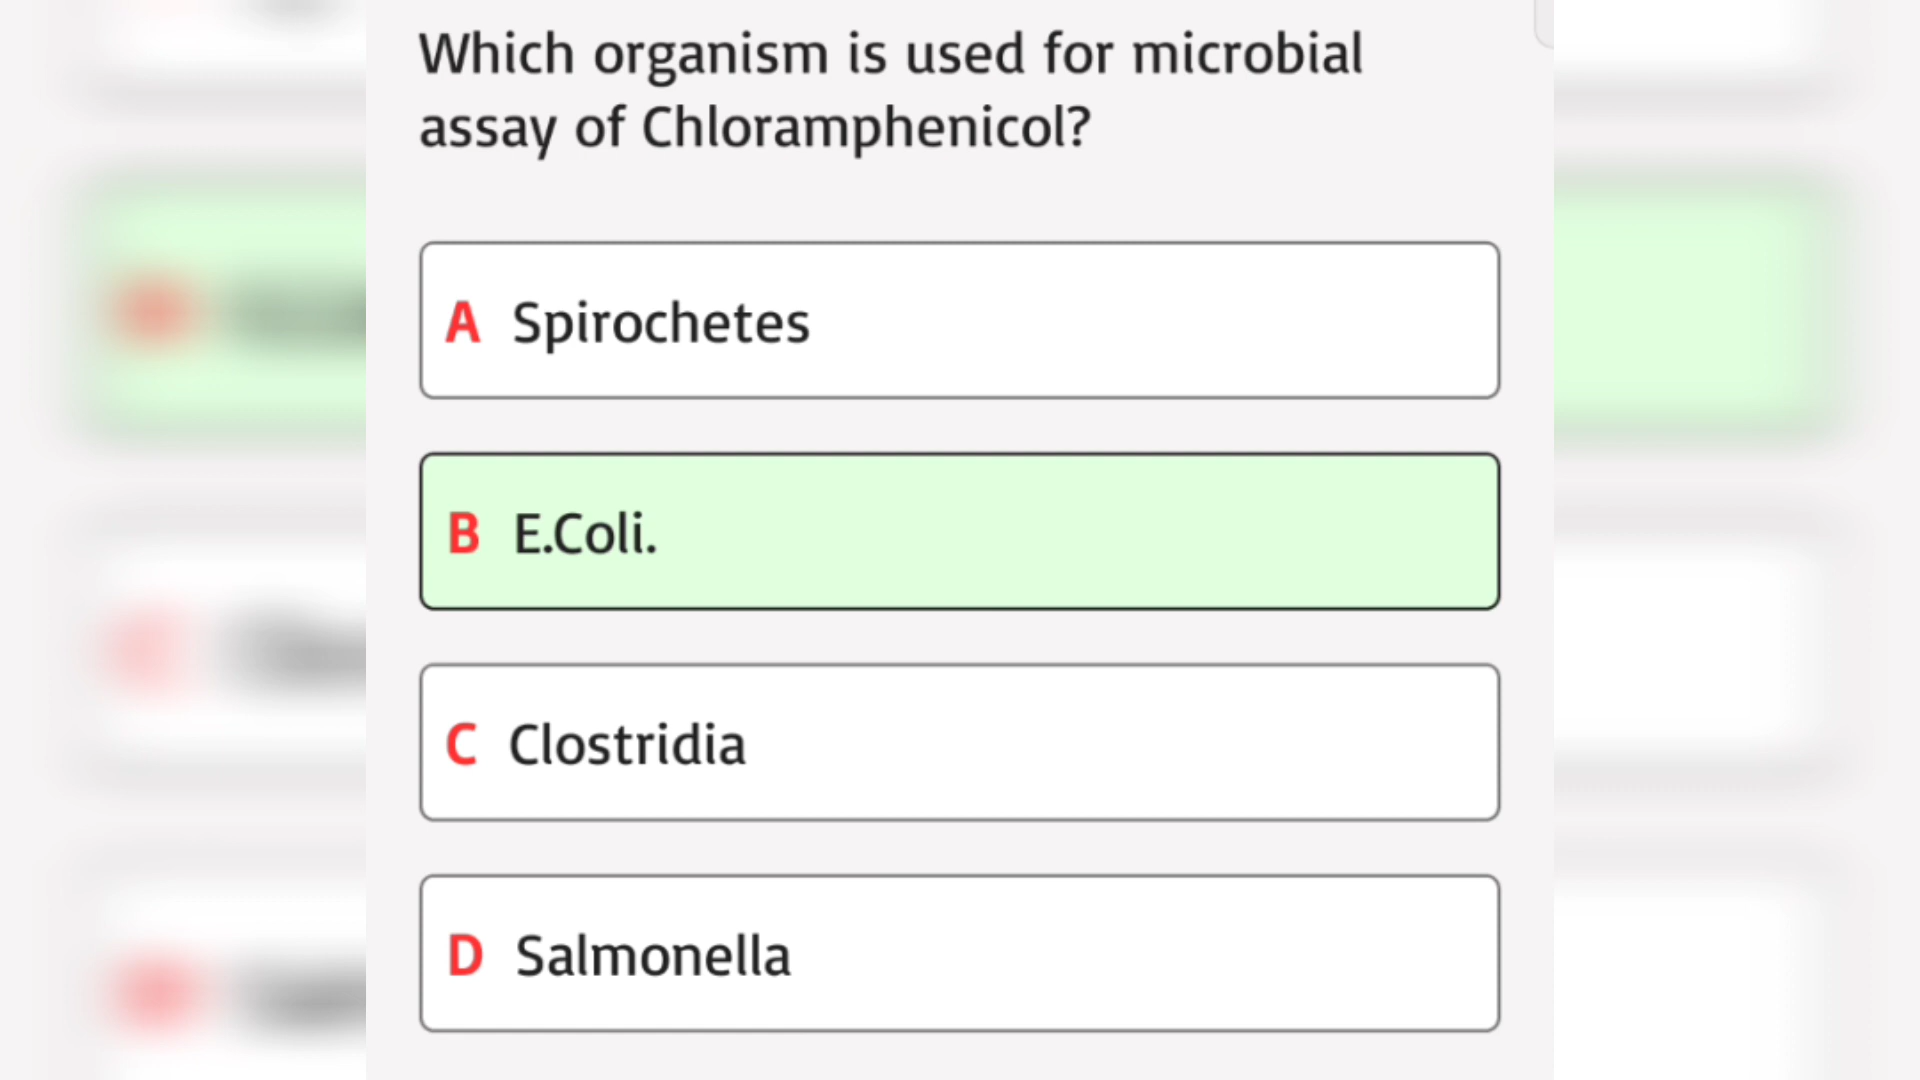 Which organism is used for microbial
assay of Chloramphenicol?
A Spirochetes
B E.Coli.
C Clostridia
D Salmonella